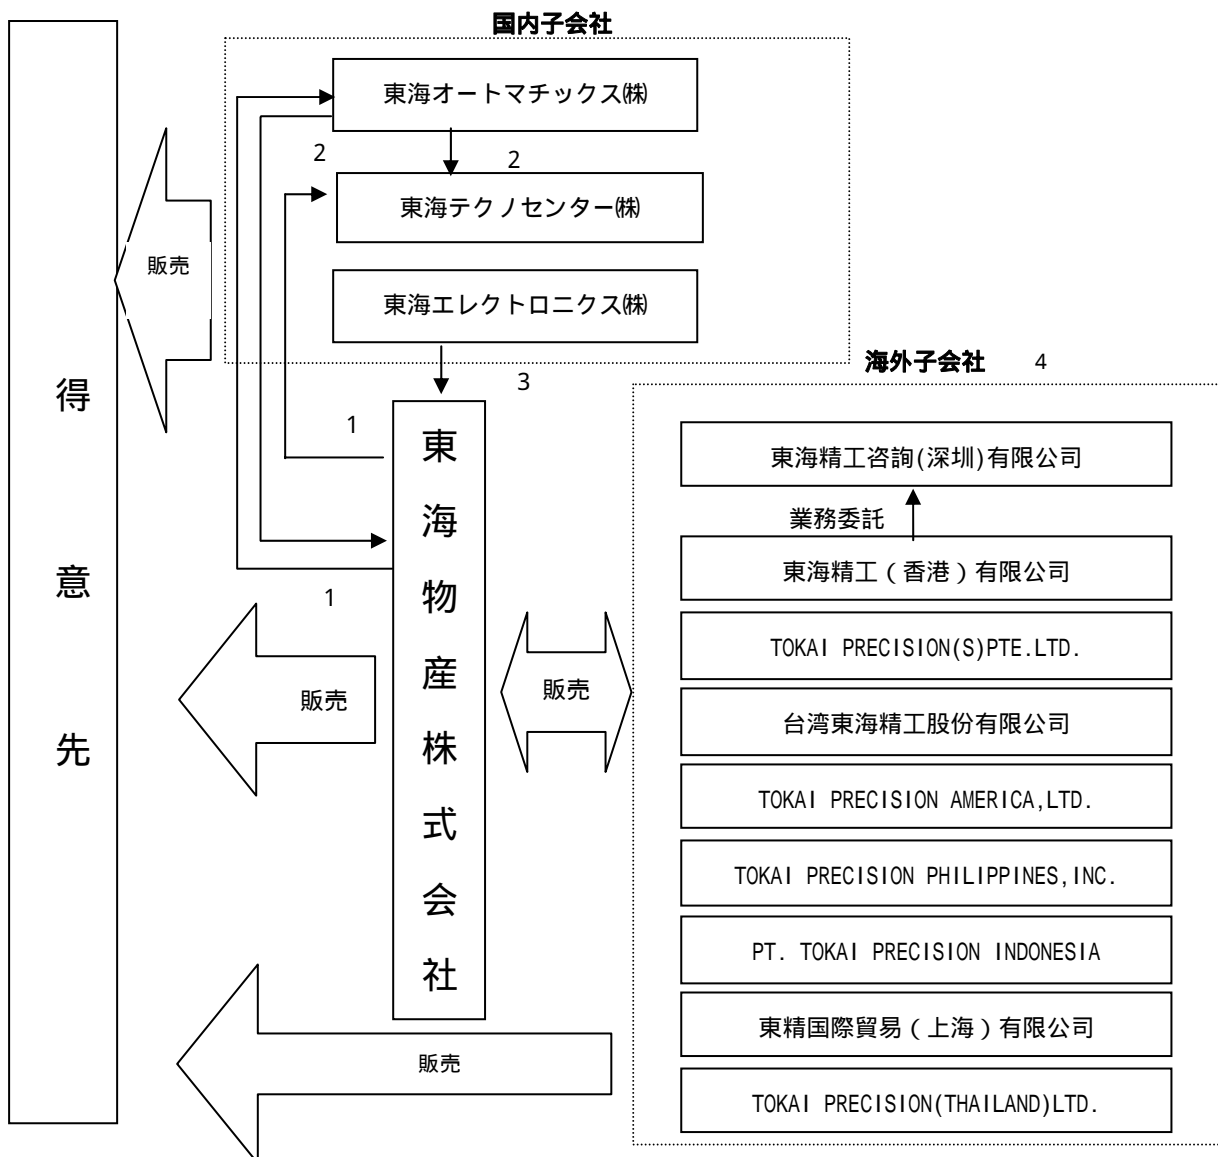 国内子会社
東海オートマチックス㈱
2
2
東海テクノセンター㈱
販売
東海エレクトロニクス㈱
海外子会社 4
3
得意先
1
東海物産株式会社
東海精工咨詢(深圳)有限公司
業務委託
東海精工(香港)有限公司
1
TOKAI PRECISION(S)PTE.LTD.
販売
販売
台湾東海精工股份有限公司
TOKAI PRECISION AMERICA,LTD.
TOKAI PRECISION PHILIPPINES,INC.
PT. TOKAI PRECISION INDONESIA
東精国際貿易(上海)有限公司
販売
TOKAI PRECISION(THAILAND)LTD.